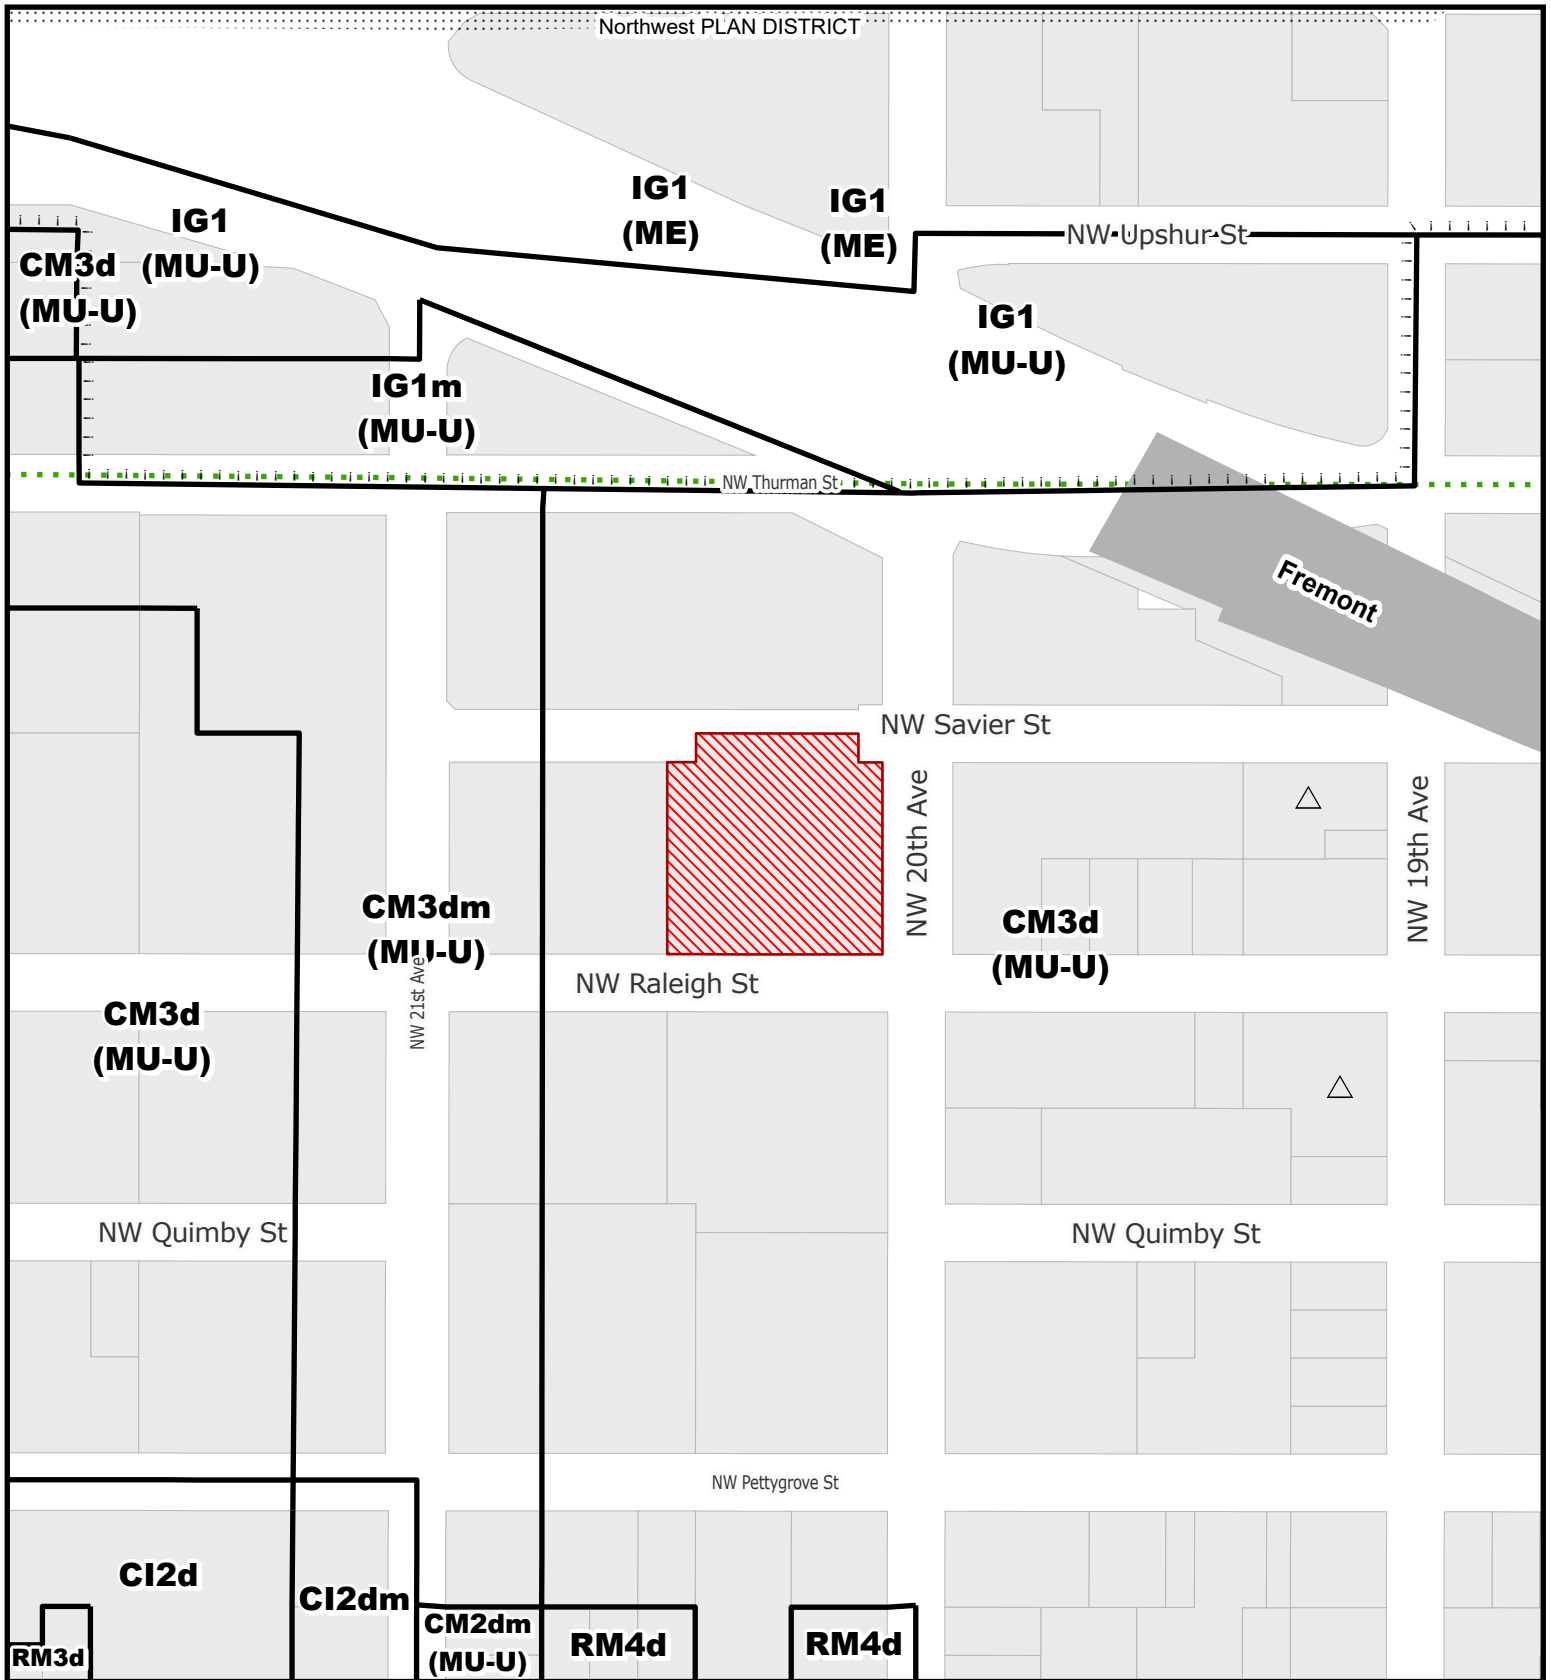 Northwest PLAN DISTRICT
IG1
(ME)
IG1
(ME)
IG1
(MU-U)
NW Upshur St
CM3d
(MU-U)
IG1
(MU-U)
IG1m
(MU-U)
NW Thurman St
Fremont
NW Savier St
NW 20th Ave
NW 19th Ave
CM3dm
(MU-U)
CM3d
(MU-U)
NW 21st Ave
NW Raleigh St
CM3d
(MU-U)
NW Quimby St
NW Quimby St
NW Pettygrove St
CI2d
CI2dm
CM2dm
(MU-U)
RM4d
RM4d
RM3d